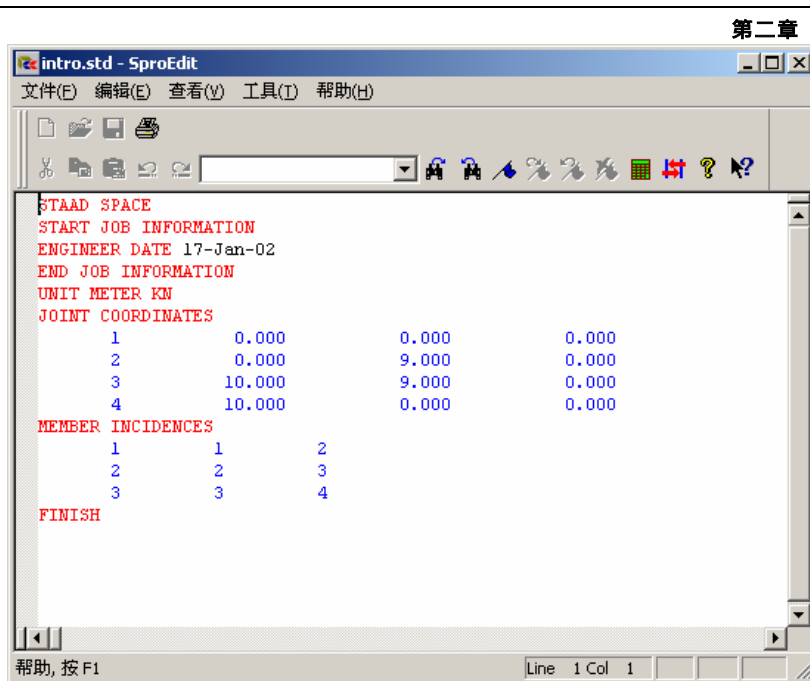 第二章
intro.std - SproEdit
文件(F) 编辑(E) 查看(V) 工具(T) 帮助(H)
STAAD SPACE
START JOB INFORMATION
ENGINEER DATE 17-Jan-02
END JOB INFORMATION
UNIT METER KN
JOINT COORDINATES
1 0.000 0.000 0.000
2 0.000 9.000 0.000
3 10.000 9.000 0.000
4 10.000 0.000 0.000
MEMBER INCIDENCES
1 1 2
2 2 3
3 3 4
FINISH
帮助, 按 F1 Line 1 Col 1